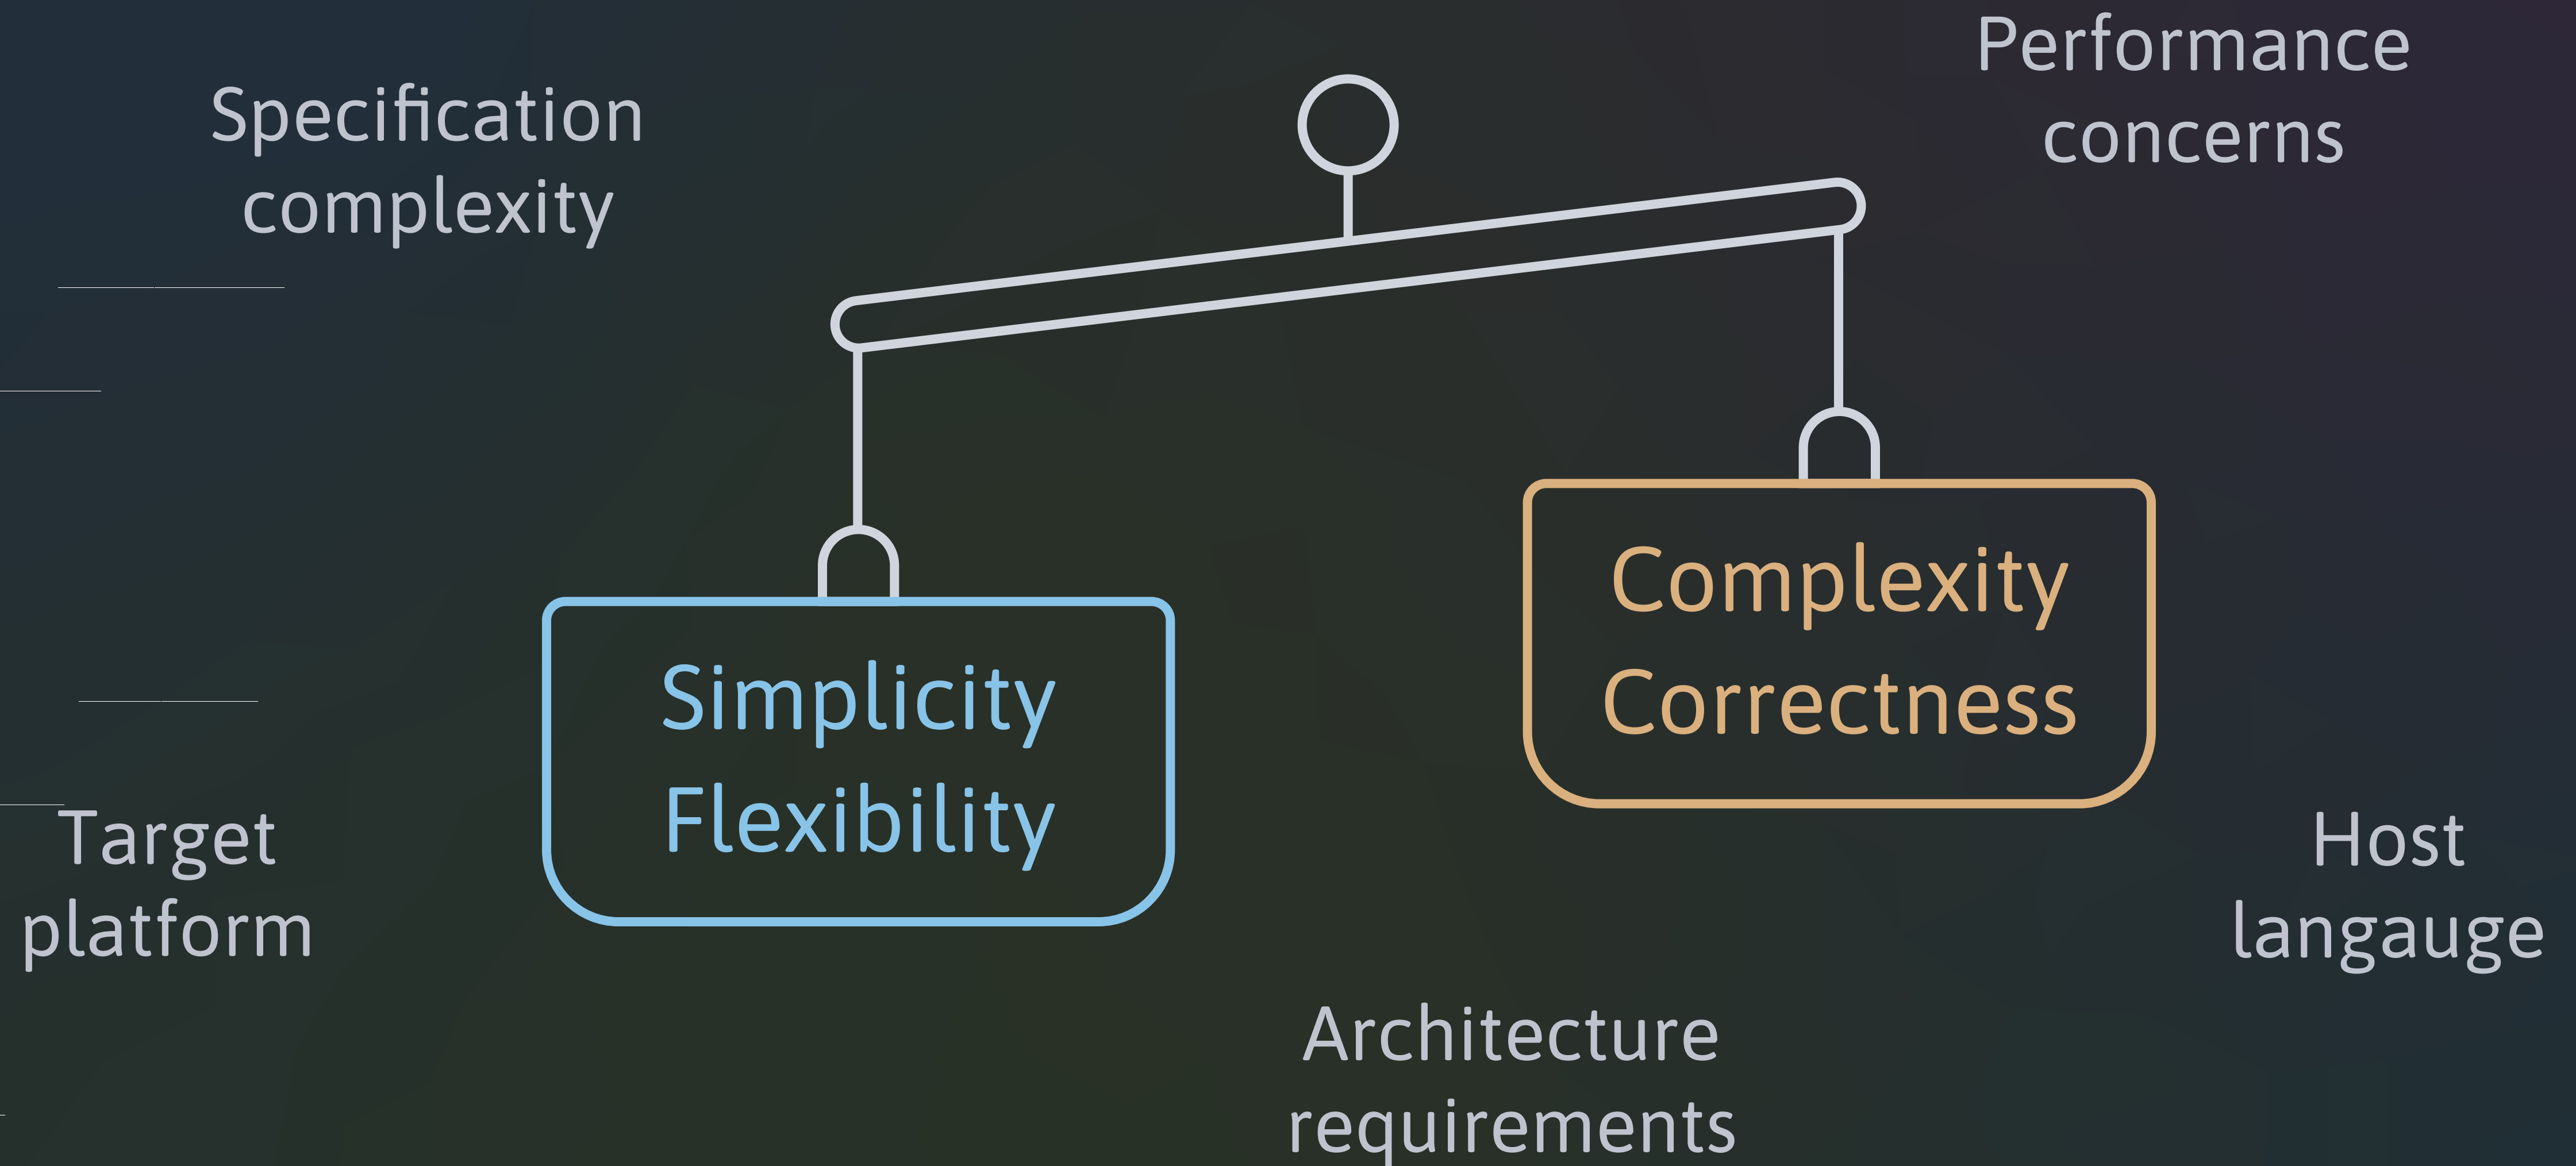 Performance
concerns
Specification
complexity
Complexity
Correctness
Simplicity
Flexibility
Target
platform
Host
langauge
Architecture
requirements